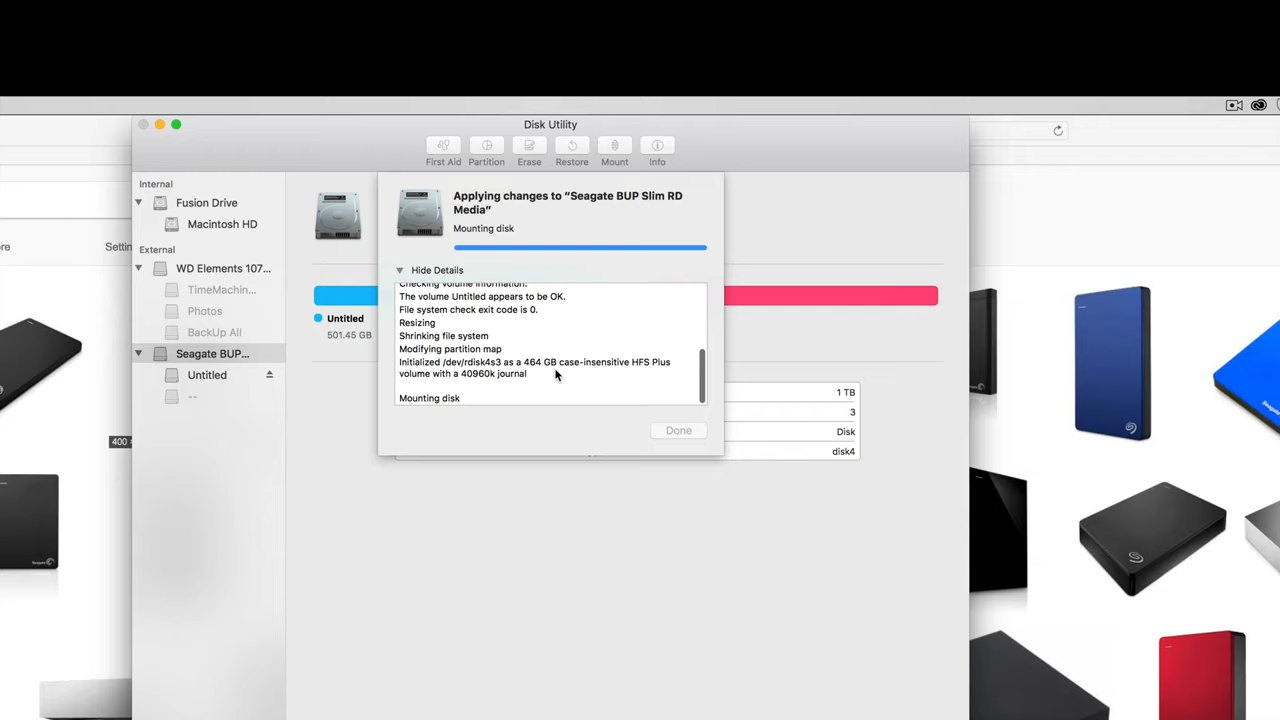 Disk Utility
First Aid
Partition
Erase
Restore
Mount
Info
Internal
Fusion Drive
Macintosh HD
External
WD Elements 107...
TimeMachin...
Photos
BackUp All
Seagate BUP...
Untitled
--
Applying changes to “Seagate BUP Slim RD
Media”
Mounting disk
Hide Details
Checking volume information.
The volume Untitled appears to be OK.
File system check exit code is 0.
Resizing
Shrinking file system
Modifying partition map
Initialized /dev/rdisk4s3 as a 464 GB case-insensitive HFS Plus
volume with a 40960k journal
Mounting disk
Done
Untitled
501.45 GB
1 TB
3
Disk
disk4
400 ×